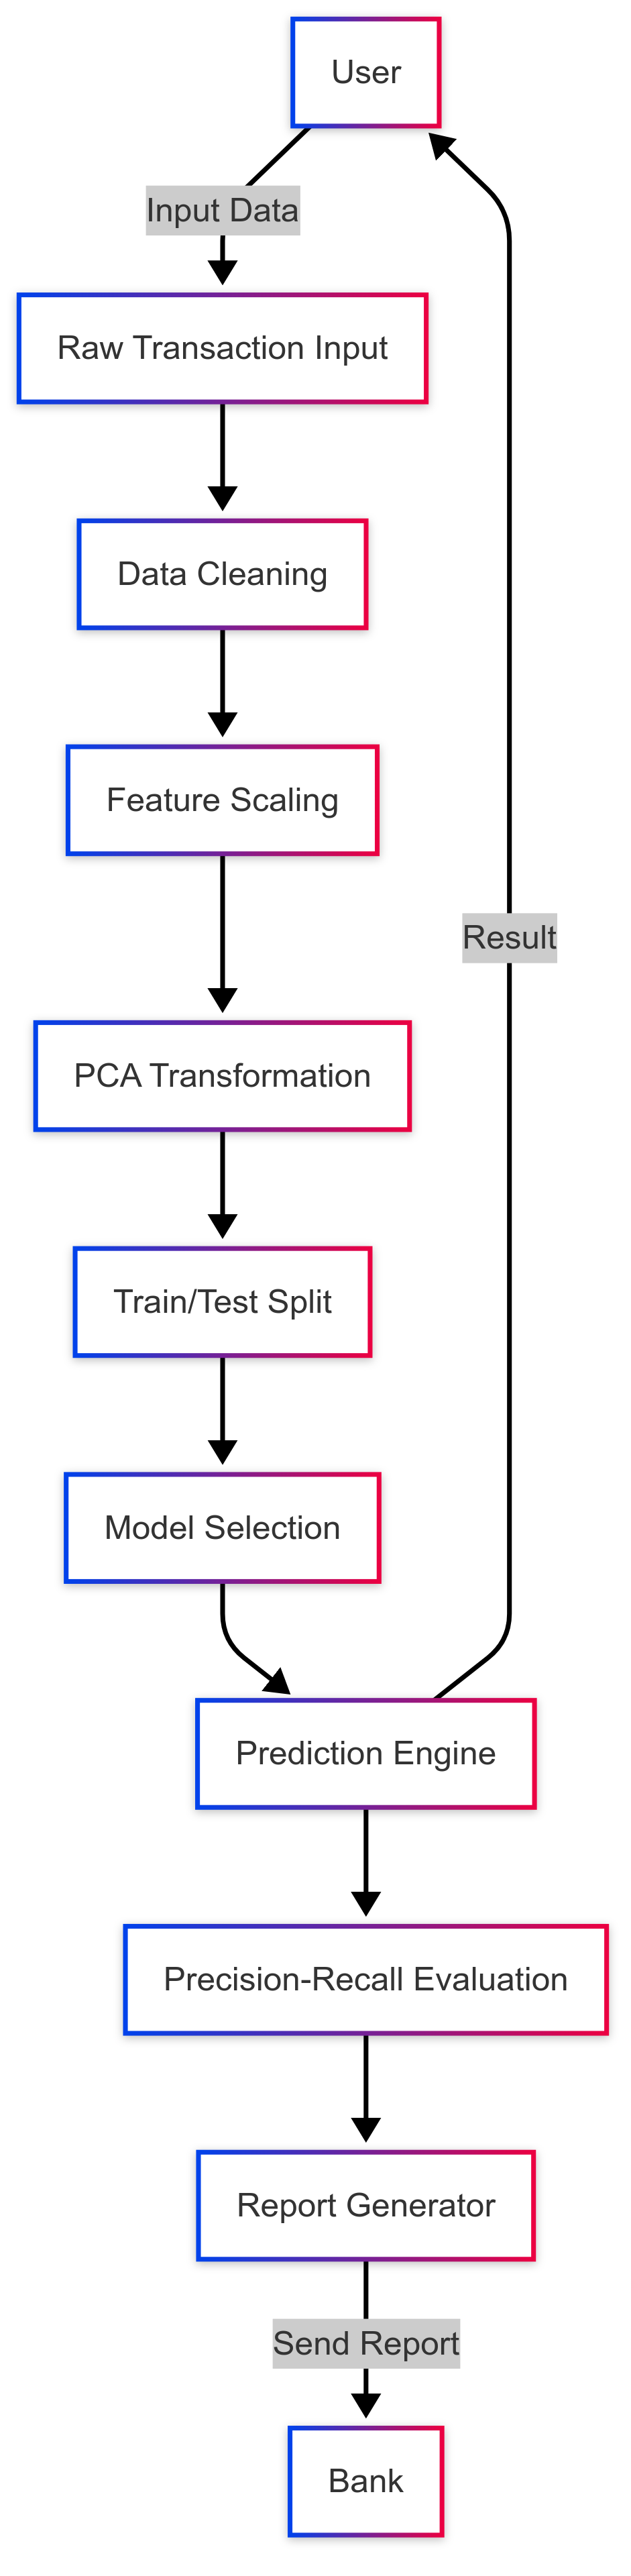 User
Input Data
Raw Transaction Input
Data Cleaning
Feature Scaling
Result
PCA Transformation
Train/Test Split
Model Selection
Prediction Engine
Precision-Recall Evaluation
Report Generator
Send Report
Bank